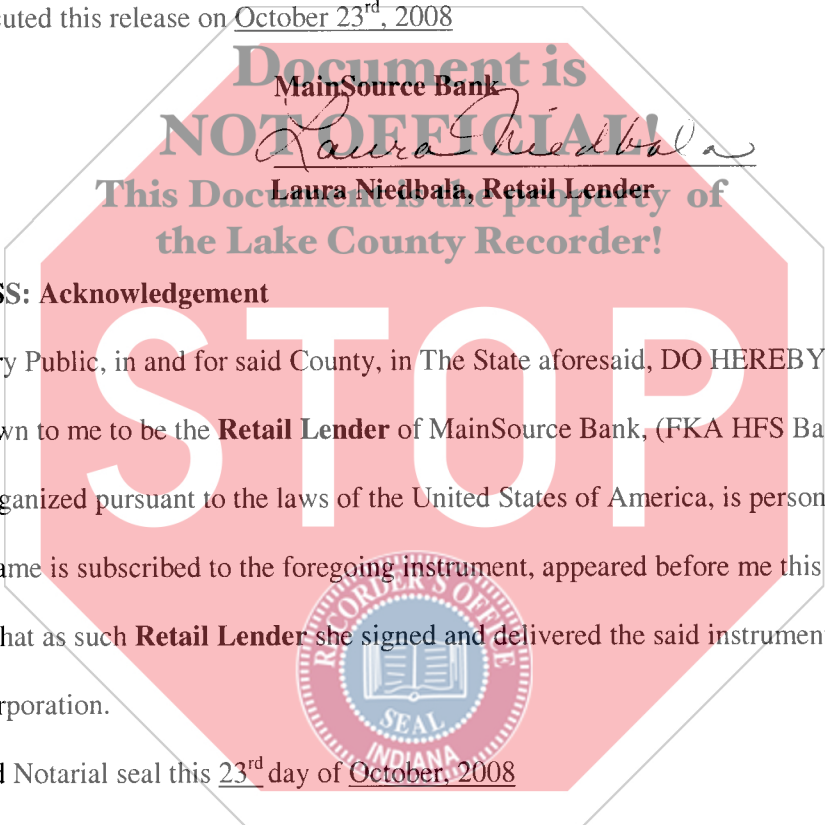 cuted this release on October 23rd, 2008
Document is
MainSource Bank
NOT OFFICIAL!
Laura Niedbala
This Document is the property of
Laura Niedbala, Retail Lender
the Lake County Recorder!
SS: Acknowledgement
STOP
ry Public, in and for said County, in The State aforesaid, DO HEREBY
wn to me to be the Retail Lender of MainSource Bank, (FKA HFS Ba
ganized pursuant to the laws of the United States of America, is person
ame is subscribed to the foregoing instrument, appeared before me this
hat as such Retail Lender she signed and delivered the said instrumen
rporation.
RECORDER'S OFFICE
SEAL
INDIANA
d Notarial seal this 23rd day of October, 2008